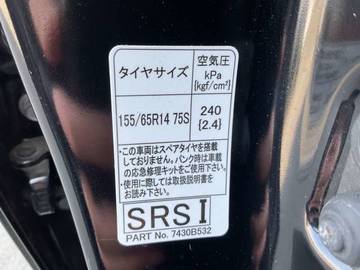 タイヤサイズ 空気圧
kPa
{kgf/cm²}
155/65R14 75S 240
{2.4}
・この車両はスペアタイヤを搭載
しておりません。パンク時は車載
の応急修理キットをご使用ください。
・使用に際しては取扱説明書を
お読み下さい。
SRS I
PART No. 7430B532